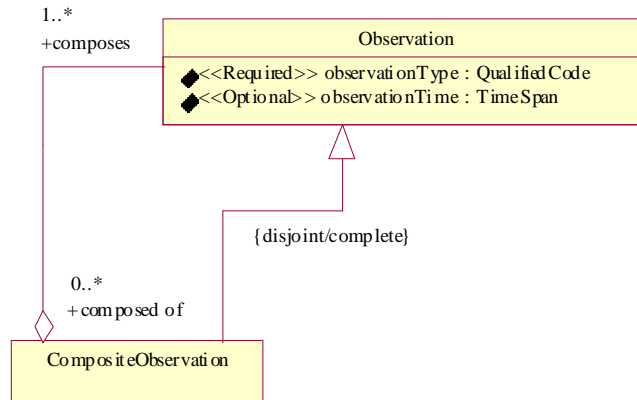 1..*
+composes
Observation
<<Required>> observationType : QualifiedCode
<<Optional>> observationTime : TimeSpan
{disjoint/complete}
0..*
+composed of
CompositeObservation